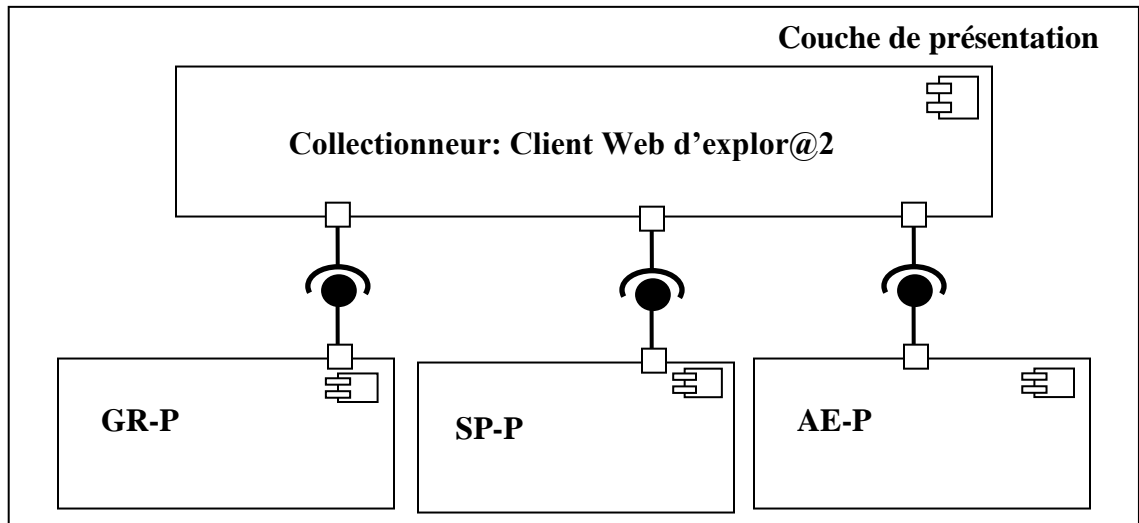 Couche de présentation
Collectionneur: Client Web d’explor@2
GR-P
SP-P
AE-P